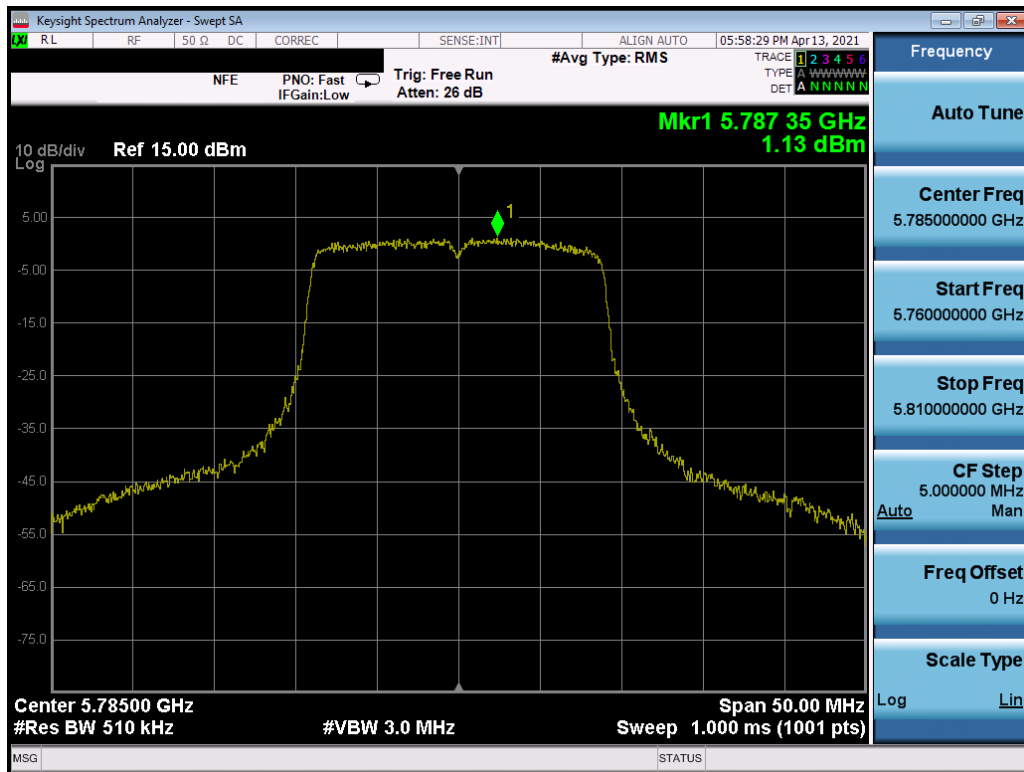 Keysight Spectrum Analyzer - Swept SA
LXI RL RF 50 Ω DC CORREC SENSE:INT ALIGN AUTO 05:58:29 PM Apr 13, 2021
NFE PNO: Fast Trig: Free Run #Avg Type: RMS TRACE 1 2 3 4 5 6
IFGain:Low Atten: 26 dB TYPE A WWWWW
DET A N N N N N
Mkr1 5.787 35 GHz
10 dB/div Ref 15.00 dBm 1.13 dBm
Log
1
5.00
-5.00
-15.0
-25.0
-35.0
-45.0
-55.0
-65.0
-75.0
Center 5.78500 GHz Span 50.00 MHz
#Res BW 510 kHz #VBW 3.0 MHz Sweep 1.000 ms (1001 pts)
MSG STATUS
Frequency
Auto Tune
Center Freq
5.785000000 GHz
Start Freq
5.760000000 GHz
Stop Freq
5.810000000 GHz
CF Step
5.000000 MHz
Auto Man
Freq Offset
0 Hz
Scale Type
Log Lin